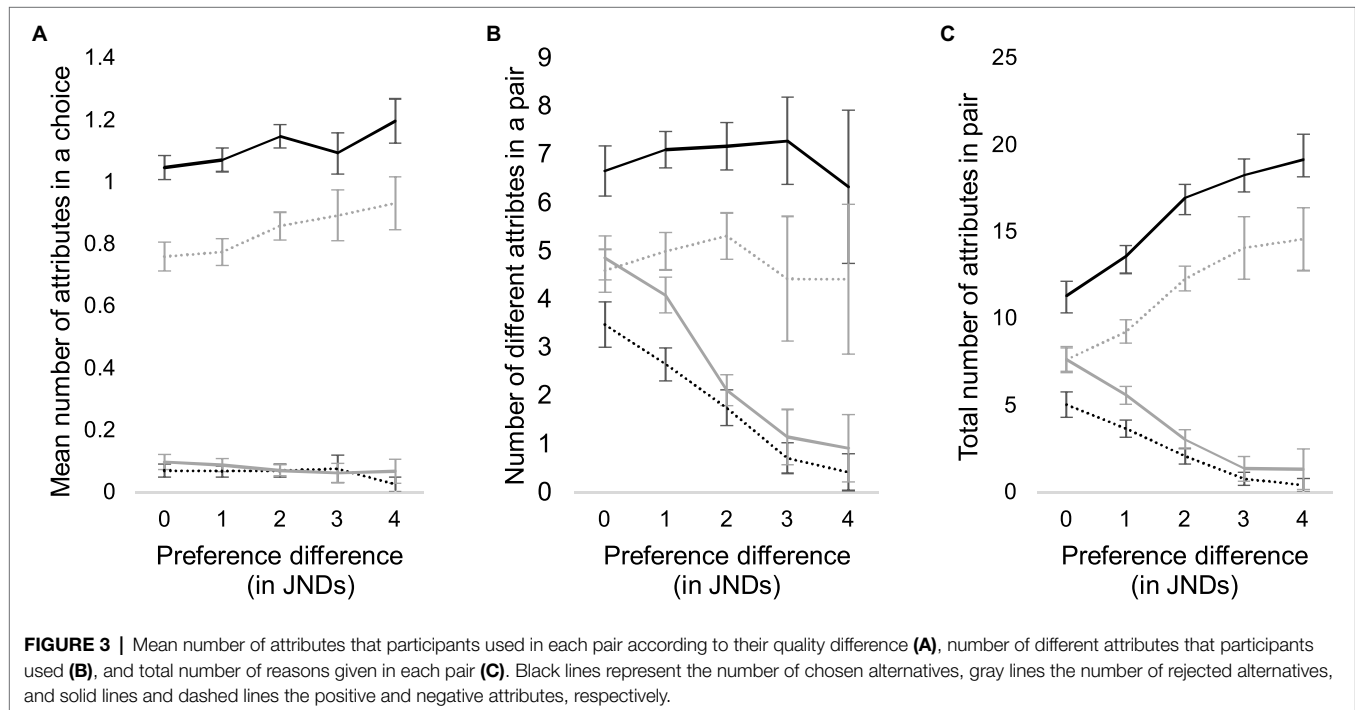 A
Mean number of attributes in a choice
1.4
1.2
1
0.8
0.6
0.4
0.2
0
0 1 2 3 4
Preference difference
(in JNDs)
B
Number of different attribtes in a pair
9
8
7
6
5
4
3
2
1
0
0 1 2 3 4
Preference difference
(in JNDs)
C
Total number of attributes in pair
25
20
15
10
5
0
0 1 2 3 4
Preference difference
(in JNDs)
FIGURE 3 | Mean number of attributes that participants used in each pair according to their quality difference (A), number of different attributes that participants
used (B), and total number of reasons given in each pair (C). Black lines represent the number of chosen alternatives, gray lines the number of rejected alternatives,
and solid lines and dashed lines the positive and negative attributes, respectively.